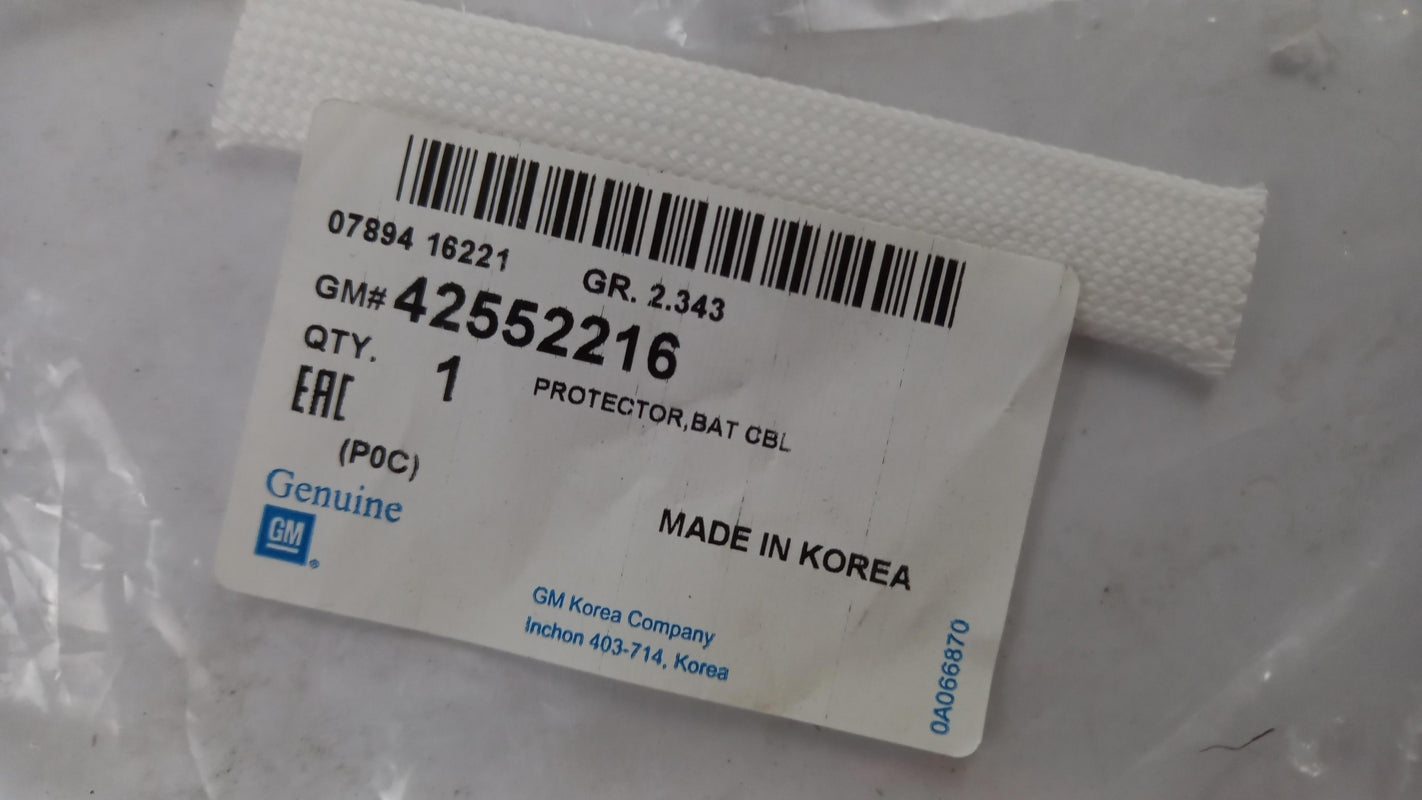 07894 16221
GR. 2.343
GM# 42552216
QTY. 1
PROTECTOR,BAT CBL
EAC
(P0C)
Genuine
GM®
MADE IN KOREA
GM Korea Company
Inchon 403-714, Korea
0A066870